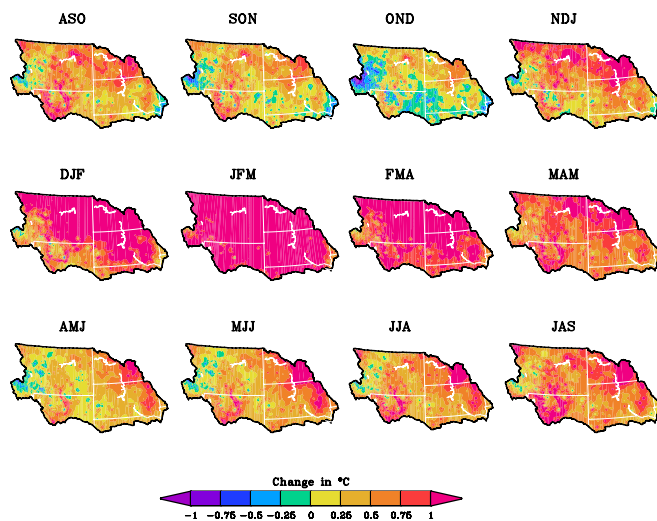 ASO SON OND NDJ
DJF JFM FMA MAM
AMJ MJJ JJA JAS
Change in °C
−1 −0.75 −0.5 −0.25 0 0.25 0.5 0.75 1